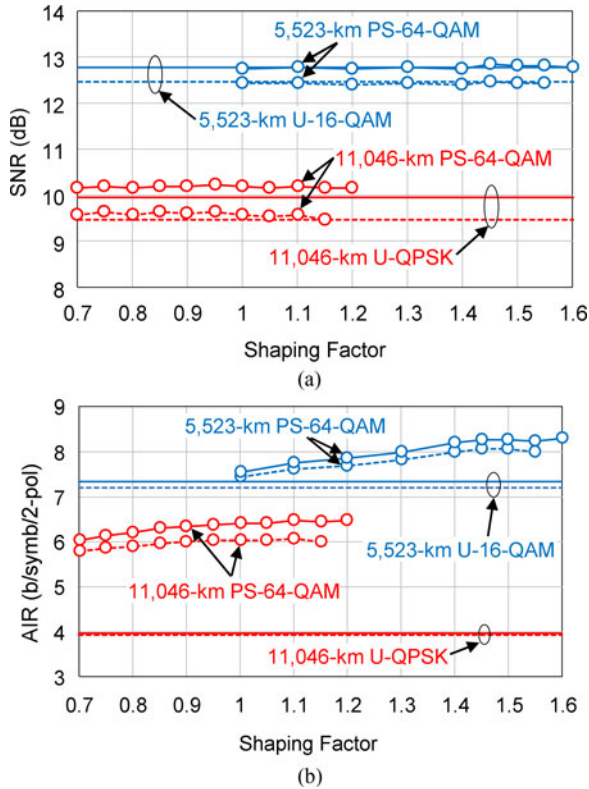 14
13
12
11
10
9
8
SNR (dB)
5,523-km PS-64-QAM
5,523-km U-16-QAM
11,046-km PS-64-QAM
11,046-km U-QPSK
0.7 0.8 0.9 1 1.1 1.2 1.3 1.4 1.5 1.6
Shaping Factor
(a)
9
8
7
6
5
4
3
AIR (b/symb/2-pol)
5,523-km PS-64-QAM
5,523-km U-16-QAM
11,046-km PS-64-QAM
11,046-km U-QPSK
0.7 0.8 0.9 1 1.1 1.2 1.3 1.4 1.5 1.6
Shaping Factor
(b)